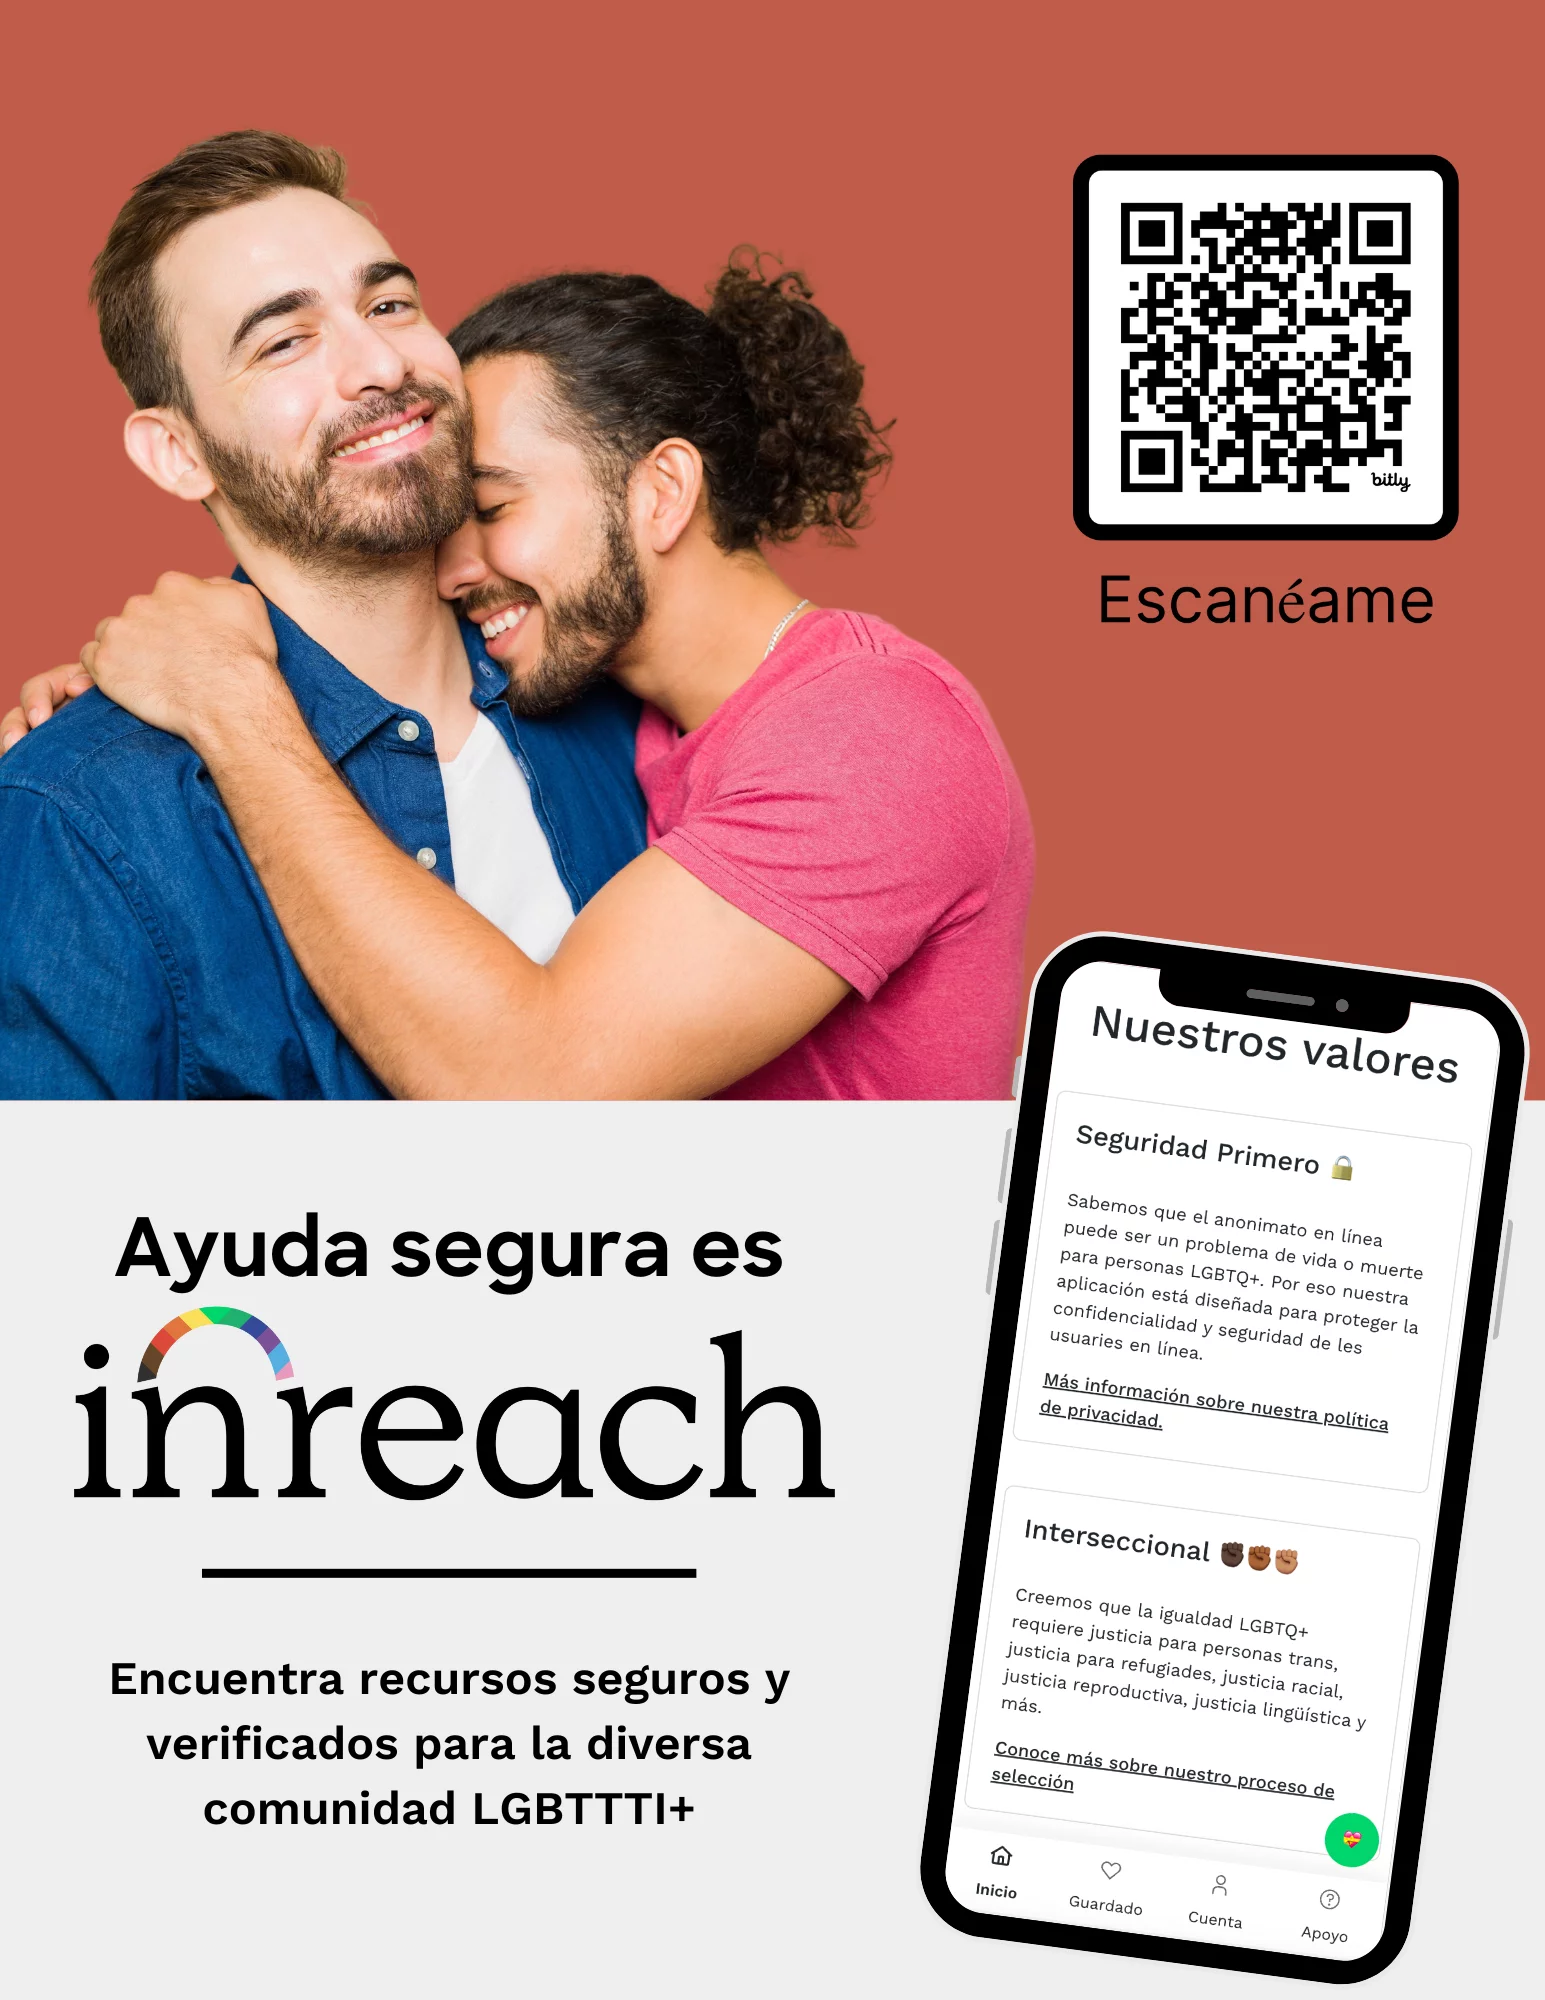 bitly
Escanéame
Nuestros valores
Seguridad Primero
Sabemos que el anonimato en línea
puede ser un problema de vida o muerte
para personas LGBTQ+. Por eso nuestra
aplicación está diseñada para proteger la
confidencialidad y seguridad de les
usuaries en línea.
Más información sobre nuestra política
de privacidad.
Interseccional
Creemos que la igualdad LGBTQ+
requiere justicia para personas trans,
justicia para refugiades, justicia racial,
justicia reproductiva, justicia lingüística y
más.
Conoce más sobre nuestro proceso de
selección
Inicio
Guardado
Cuenta
Apoyo
Ayuda segura es
inreach
Encuentra recursos seguros y
verificados para la diversa
comunidad LGBTTTI+